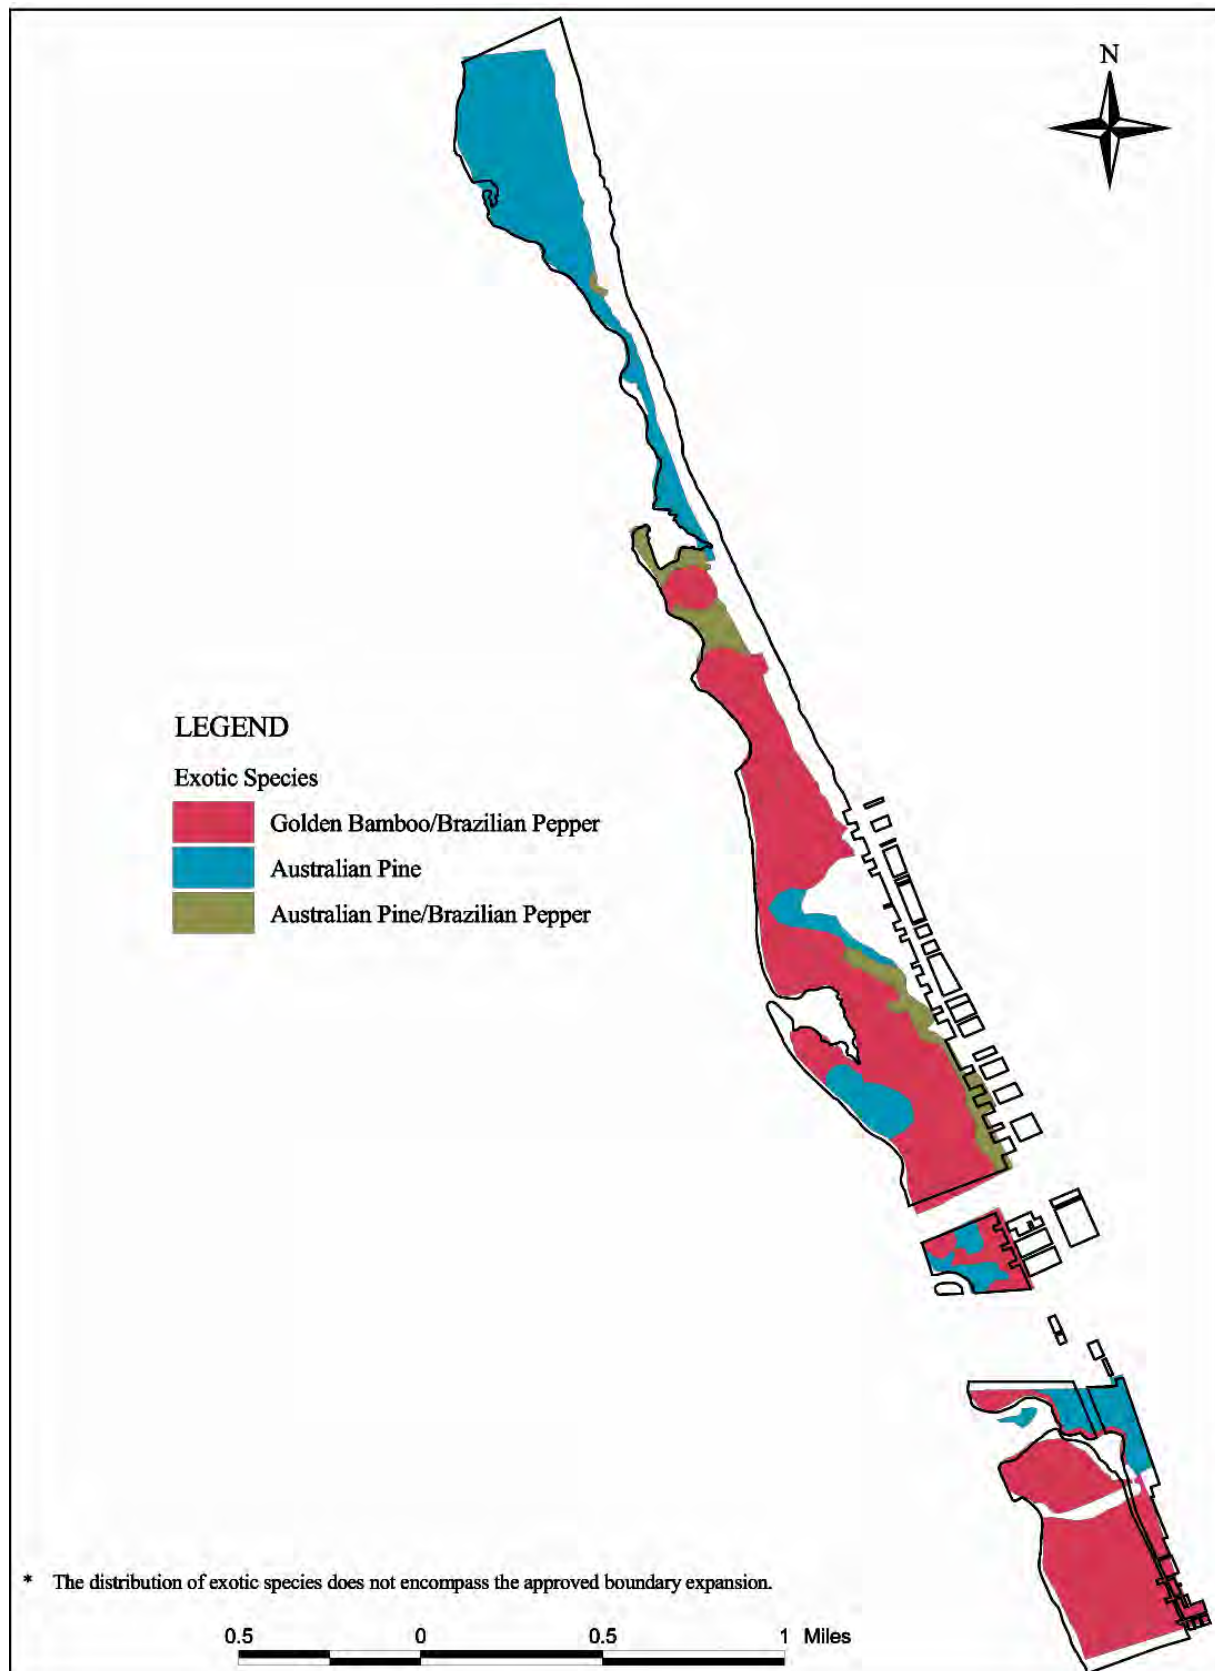 N
LEGEND
Exotic Species
Golden Bamboo/Brazilian Pepper
Australian Pine
Australian Pine/Brazilian Pepper
* The distribution of exotic species does not encompass the approved boundary expansion.
0.5 0 0.5 1 Miles